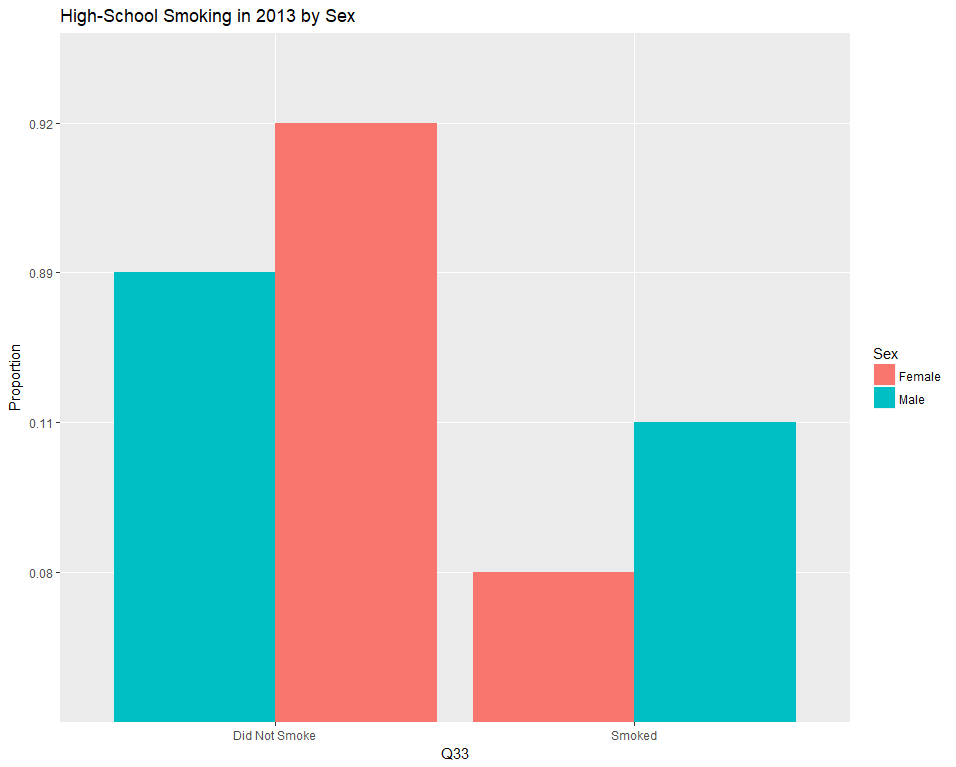 High-School Smoking in 2013 by Sex
Proportion
0.92
0.89
0.11
0.08
Did Not Smoke
Smoked
Q33
Sex
Female
Male